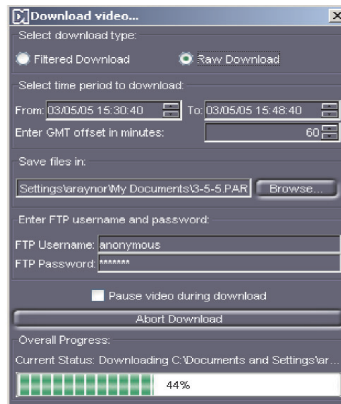 Download video...
Select download type:
Filtered Download Raw Download
Select time period to download:
From: 03/05/05 15:30:40 To: 03/05/05 15:48:40
Enter GMT offset in minutes: 60
Save files in:
Settings\araynor\My Documents\3-5-5.PAR Browse...
Enter FTP username and password:
FTP Username: anonymous
FTP Password: *******
Pause video during download
Abort Download
Overall Progress:
Current Status: Downloading C:\Documents and Settings\ar...
44%